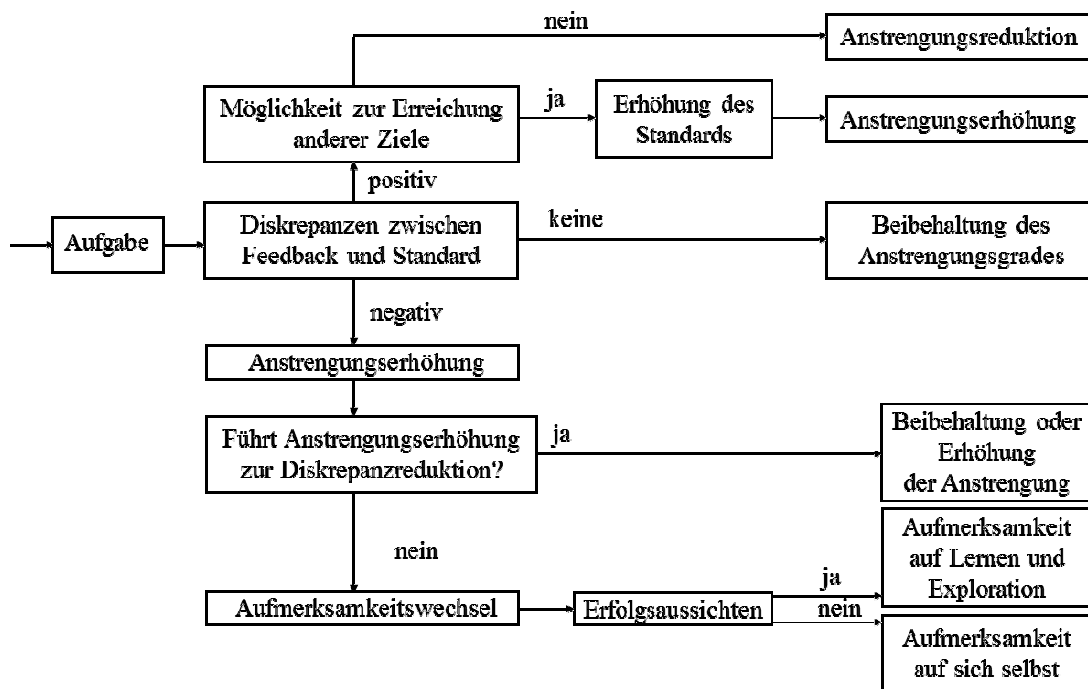 nein
Anstrengungsreduktion
Möglichkeit zur Erreichung
anderer Ziele
ja
Erhöhung des
Standards
Anstrengungserhöhung
positiv
Aufgabe
Diskrepanzen zwischen
Feedback und Standard
keine
Beibehaltung des
Anstrengungsgrades
negativ
Anstrengungserhöhung
Führt Anstrengungserhöhung
zur Diskrepanzreduktion?
ja
Beibehaltung oder
Erhöhung
der Anstrengung
nein
Aufmerksamkeitswechsel
Erfolgsaussichten
ja
Aufmerksamkeit
auf Lernen und
Exploration
nein
Aufmerksamkeit
auf sich selbst